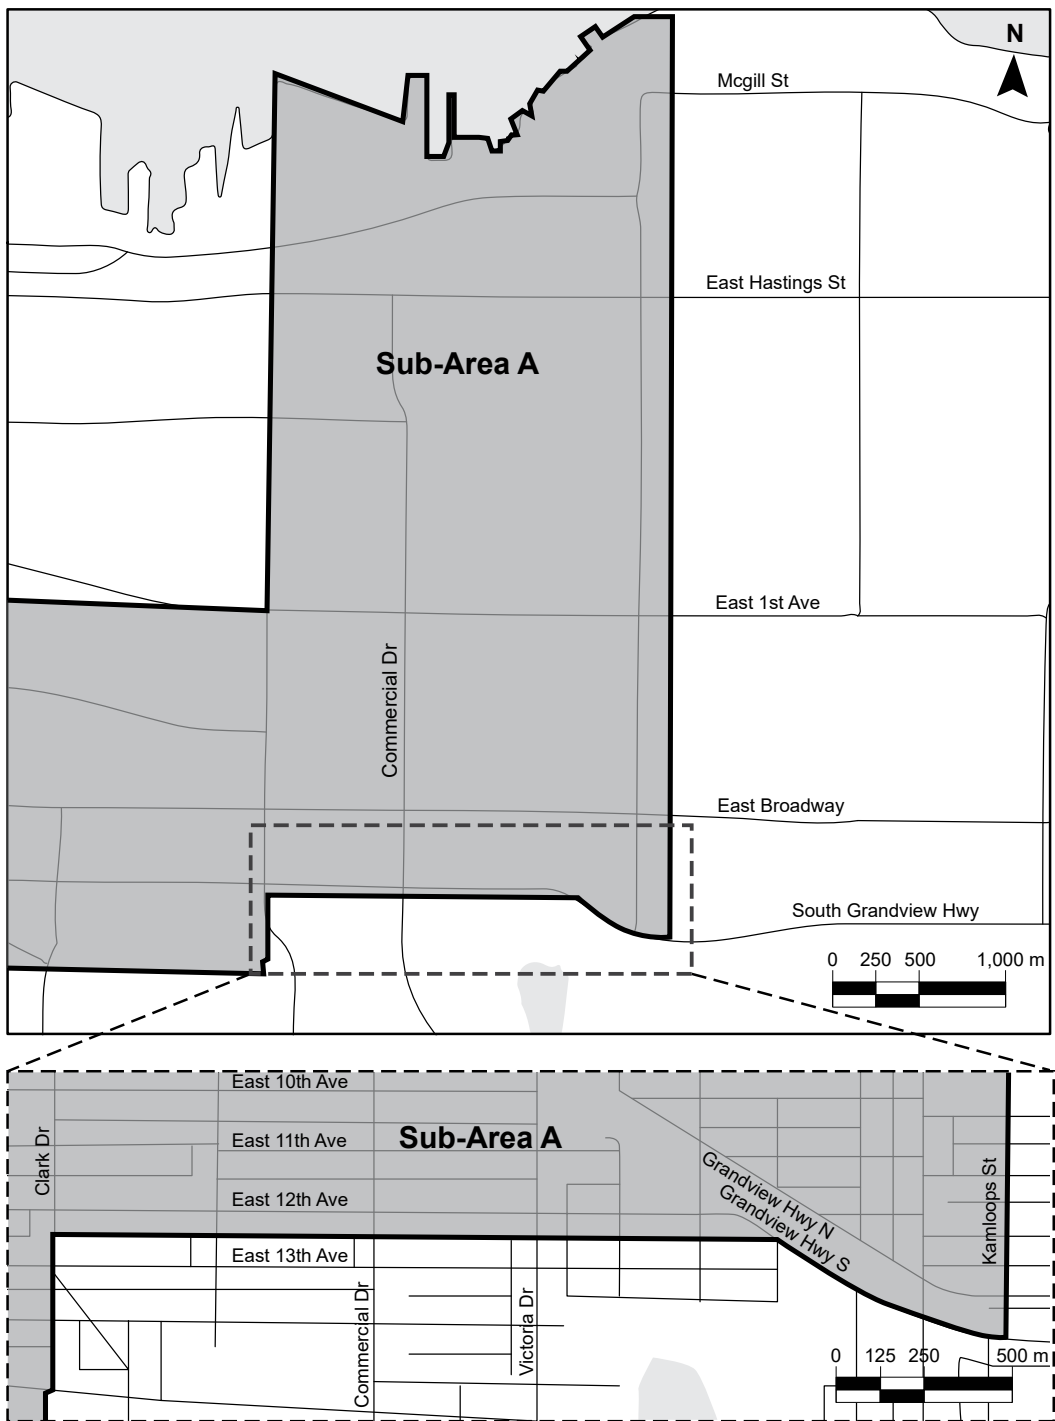 N
Mcgill St
East Hastings St
Sub-Area A
East 1st Ave
Commercial Dr
East Broadway
South Grandview Hwy
0 250 500 1,000 m
East 10th Ave
Clark Dr
East 11th Ave
Sub-Area A
East 12th Ave
Grandview Hwy N
Grandview Hwy S
Kamloops St
East 13th Ave
Commercial Dr
Victoria Dr
0 125 250 500 m